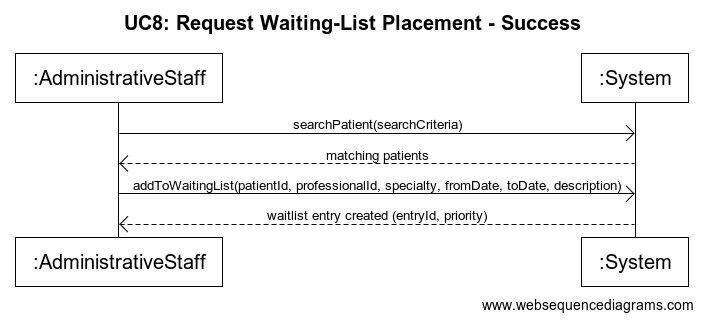 UC8: Request Waiting-List Placement - Success
:AdministrativeStaff
:System
searchPatient(searchCriteria)
matching patients
addToWaitingList(patientId, professionalId, specialty, fromDate, toDate, description)
waitlist entry created (entryId, priority)
:AdministrativeStaff
:System
www.websequencediagrams.com